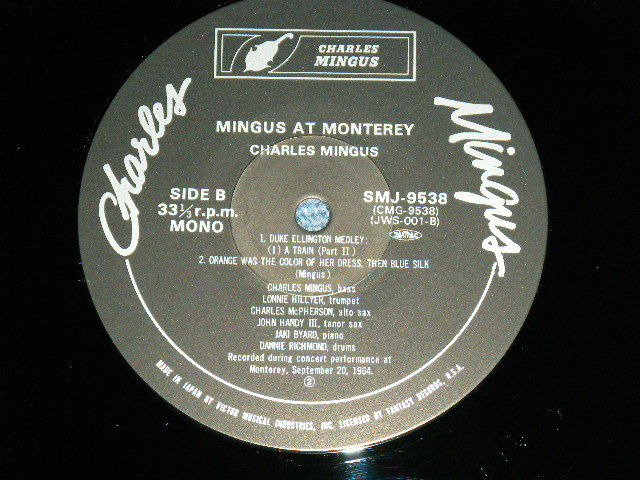 CHARLES
MINGUS
Charles
Mingus
MINGUS AT MONTEREY
CHARLES MINGUS
SIDE B
33⅓ r.p.m.
MONO
SMJ-9538
(CMG-9538)
(JWS-001-B)
1. DUKE ELLINGTON MEDLEY:
(I) A TRAIN (Part II)
2. ORANGE WAS THE COLOR OF HER DRESS, THEN BLUE SILK
(Mingus)
CHARLES MINGUS, bass
LONNIE HILLYER, trumpet
CHARLES McPHERSON, alto sax
JOHN HANDY III, tenor sax
JAKI BYARD, piano
DANNIE RICHMOND, drums
Recorded during concert performance at
Monterey, September 20, 1964.
②
MADE IN JAPAN BY VICTOR MUSICAL INDUSTRIES, INC. LICENSED BY FANTASY RECORDS, U.S.A.